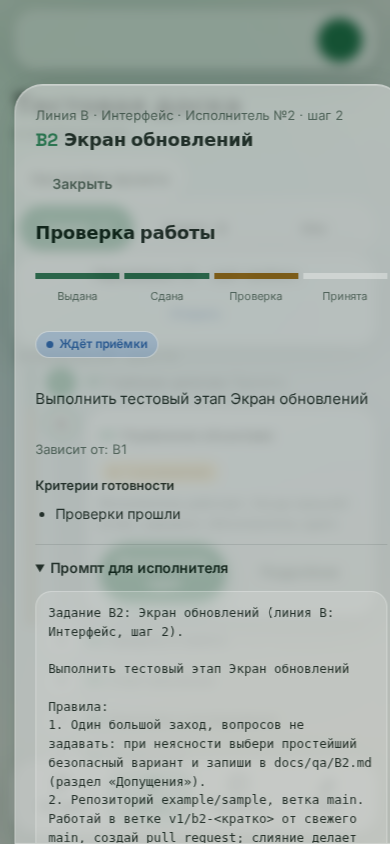 Линия B · Интерфейс · Исполнитель №2 · шаг 2
B2 Экран обновлений
Закрыть
Проверка работы
Выдана
Сдана
Проверка
Принята
Ждёт приёмки
Выполнить тестовый этап Экран обновлений
Зависит от: B1
Критерии готовности
• Проверки прошли
▼ Промпт для исполнителя
Задание B2: Экран обновлений (линия B:
Интерфейс, шаг 2).
Выполнить тестовый этап Экран обновлений
Правила:
1. Один большой заход, вопросов не
задавать: при неясности выбери простейший
безопасный вариант и запиши в docs/qa/B2.md
(раздел «Допущения»).
2. Репозиторий example/sample, ветка main.
Работай в ветке v1/b2-<кратко> от свежего
main, создай pull request; слияние делает